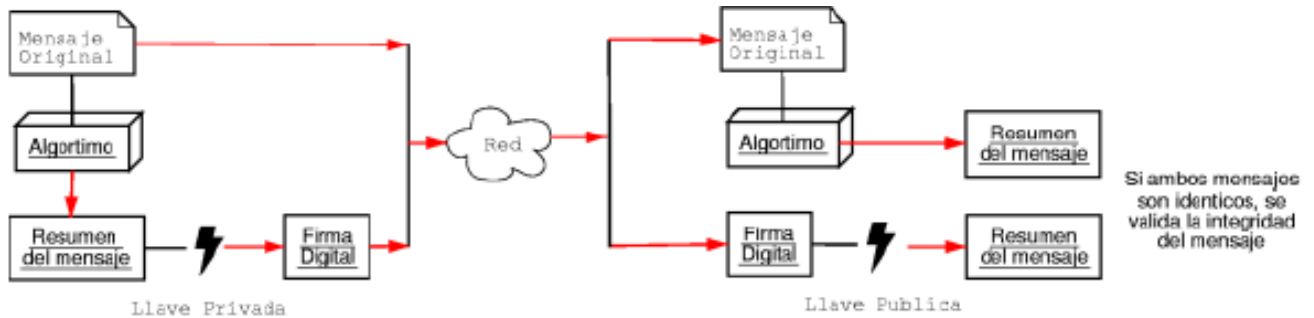 Mensaje
Original
Algortimo
Resumen
del mensaje
Firma
Digital
Llave Privada
Red
Mensaje
Original
Algortimo
Resumen
del mensaje
Firma
Digital
Resumen
del mensaje
Llave Publica
Si ambos mensajos
son identicos, se
valida la integridad
del mensaje